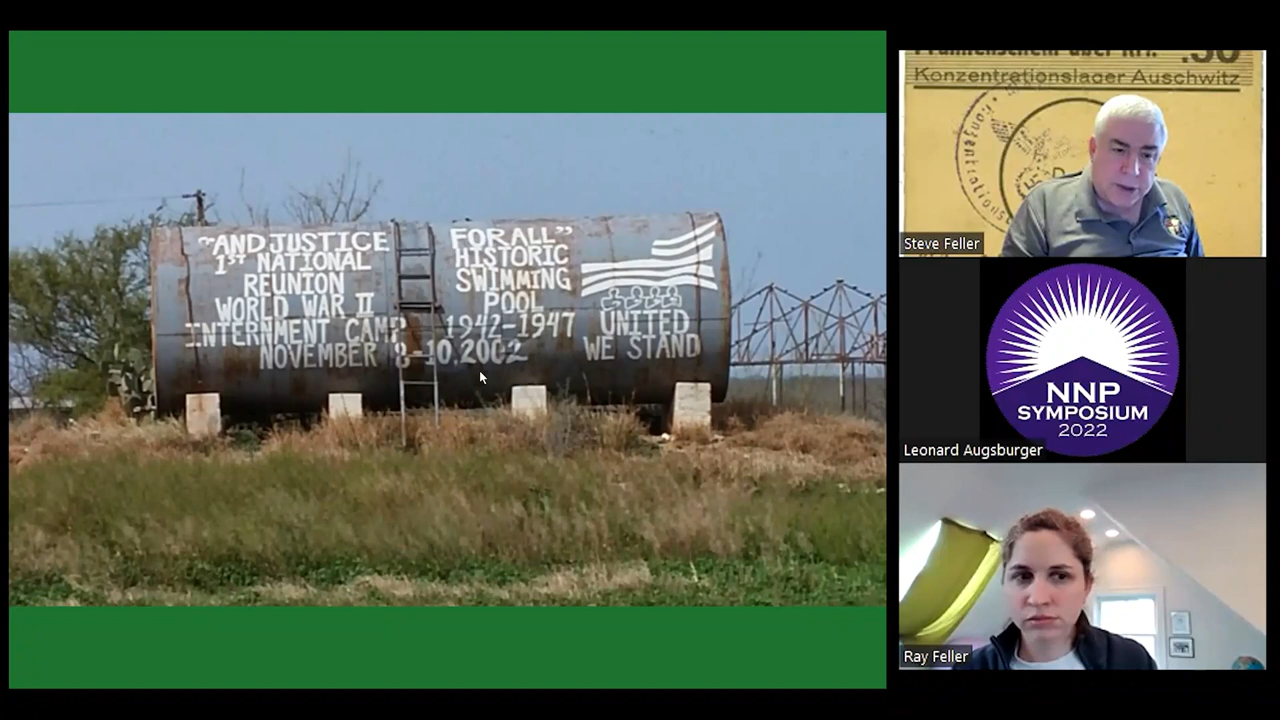 "AND JUSTICE FOR ALL"
1ST NATIONAL HISTORIC
REUNION SWIMMING
WORLD WAR II POOL
INTERNMENT CAMP 1942-1947
NOVEMBER 8-10.2002
UNITED
WE STAND
.30
Konzentrationslager Auschwitz
Steve Feller
NNP
SYMPOSIUM
2022
Leonard Augsburger
Ray Feller